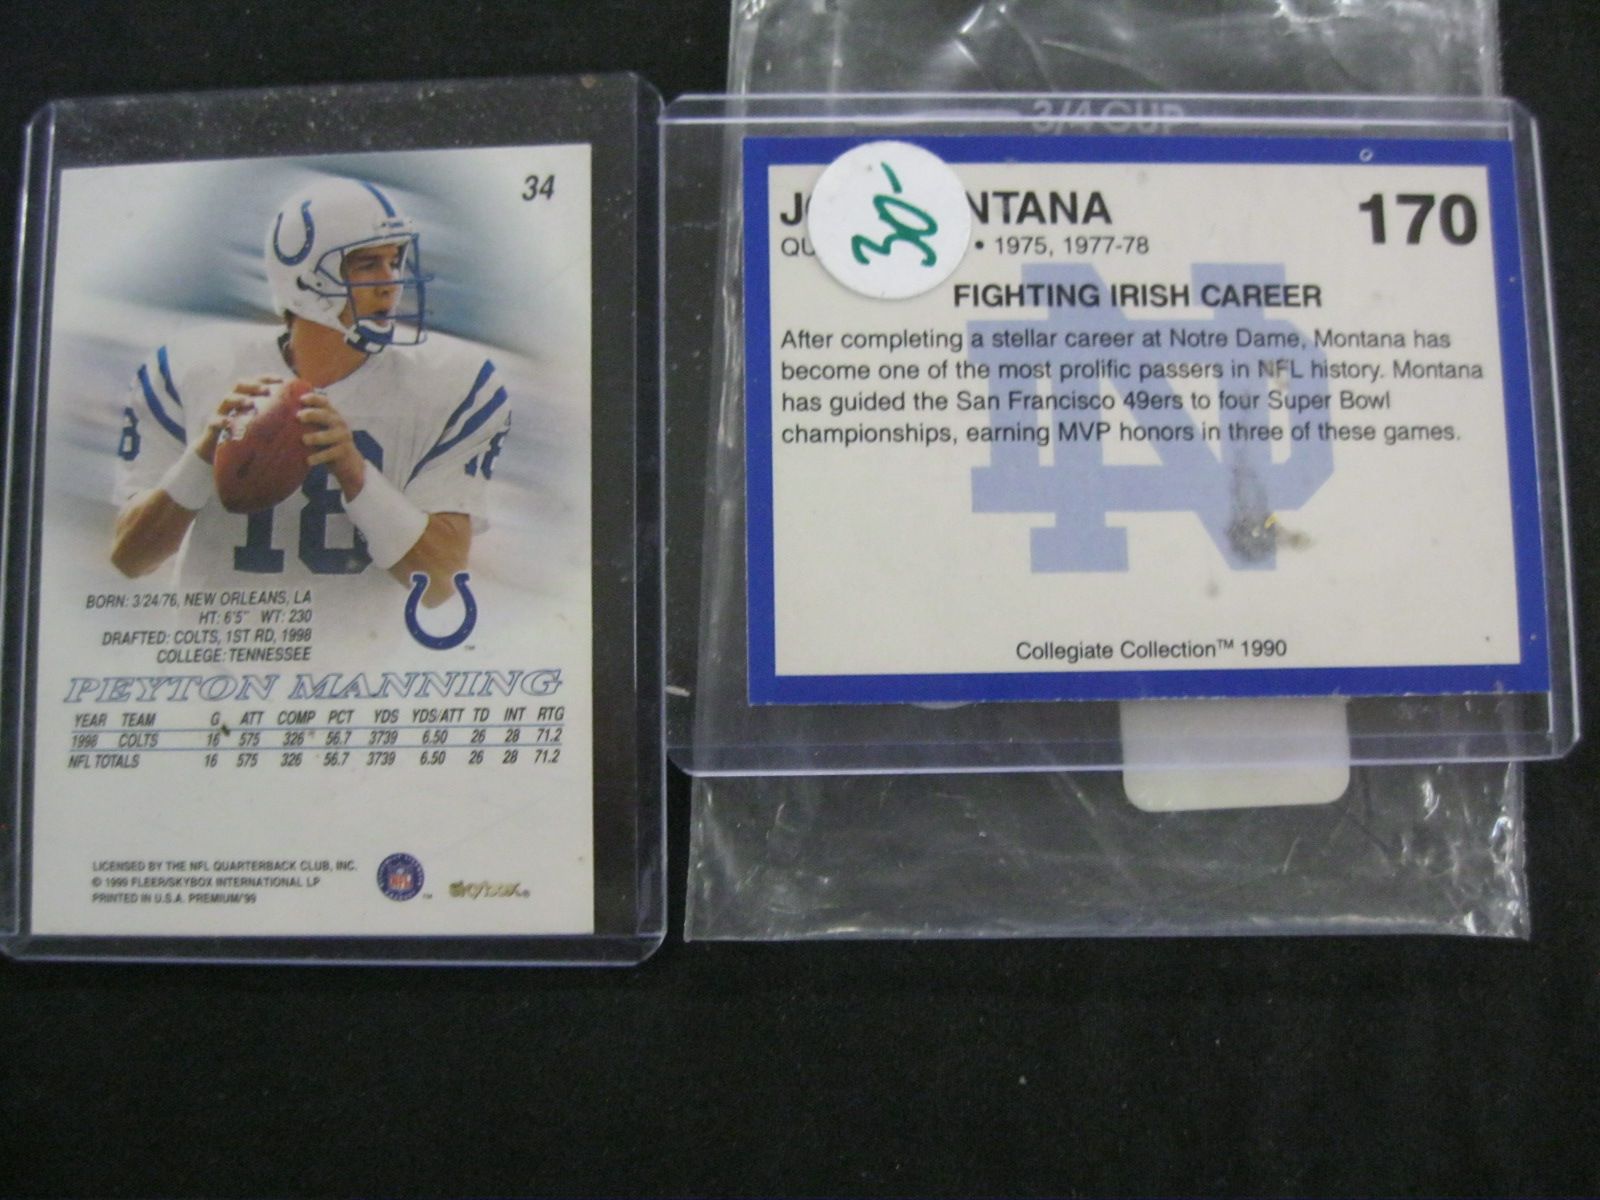 34
18
18
18
BORN: 3/24/76, NEW ORLEANS, LA
HT: 6'5" WT: 230
DRAFTED: COLTS, 1ST RD, 1998
COLLEGE: TENNESSEE
PEYTON MANNING
YEAR TEAM G ATT COMP PCT YDS YDS/ATT TD INT RTG
1998 COLTS 16 575 326 56.7 3739 6.50 26 28 71.2
NFL TOTALS 16 575 326 56.7 3739 6.50 26 28 71.2
LICENSED BY THE NFL QUARTERBACK CLUB, INC.
© 1999 FLEER/SKYBOX INTERNATIONAL LP
PRINTED IN U.S.A. PREMIUM/'99
NFL
skybox®
3/4 CUP
30-
NTANA
170
QU • 1975, 1977-78
FIGHTING IRISH CAREER
After completing a stellar career at Notre Dame, Montana has
become one of the most prolific passers in NFL history. Montana
has guided the San Francisco 49ers to four Super Bowl
championships, earning MVP honors in three of these games.
ND
Collegiate Collection™ 1990